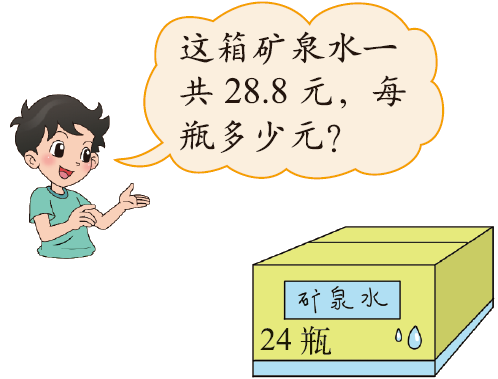 这箱矿泉水一
共 28.8 元，每
瓶多少元？
矿泉水
24 瓶